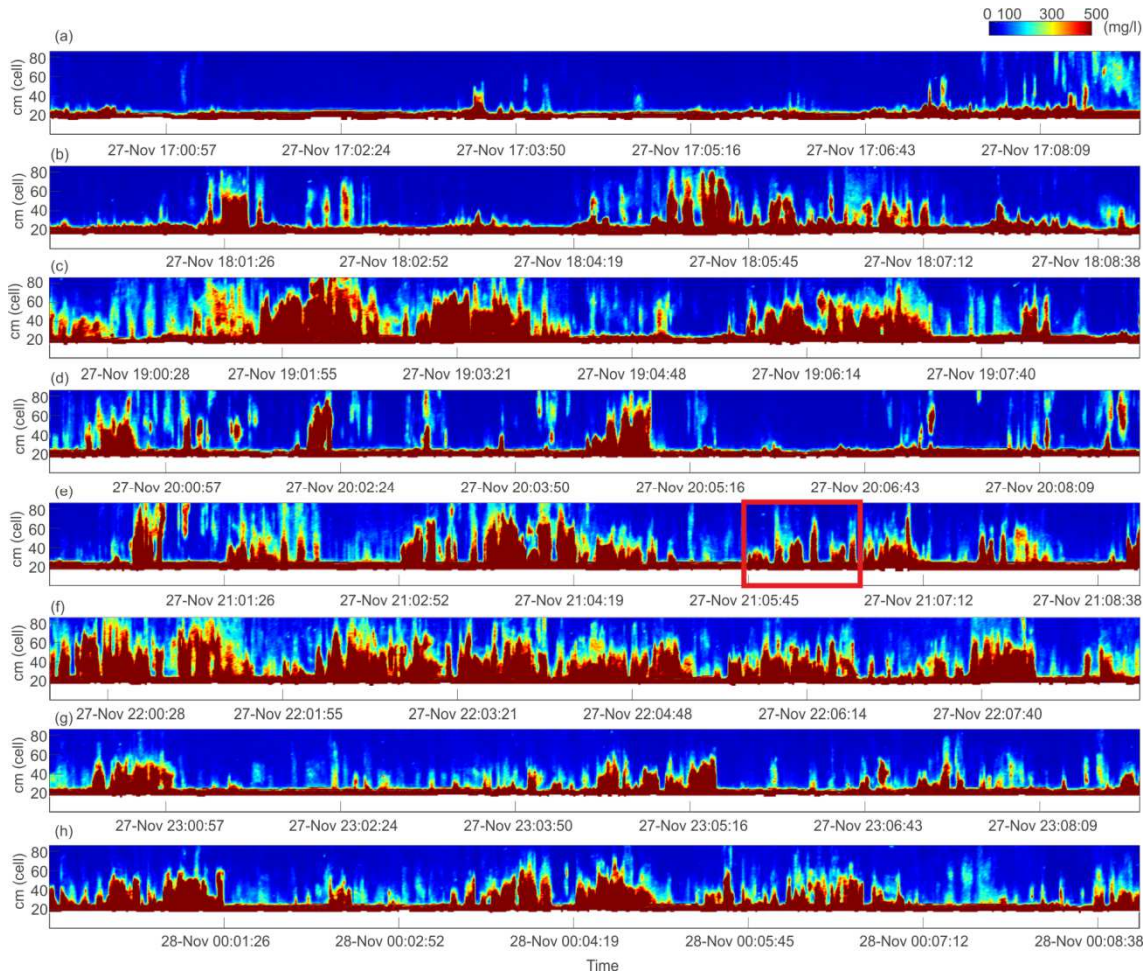 0 100 300 500
(mg/l)
(a)
80
60
40
20
cm (cell)
27-Nov 17:00:57 27-Nov 17:02:24 27-Nov 17:03:50 27-Nov 17:05:16 27-Nov 17:06:43 27-Nov 17:08:09
(b)
80
60
40
20
cm (cell)
27-Nov 18:01:26 27-Nov 18:02:52 27-Nov 18:04:19 27-Nov 18:05:45 27-Nov 18:07:12 27-Nov 18:08:38
(c)
80
60
40
20
cm (cell)
27-Nov 19:00:28 27-Nov 19:01:55 27-Nov 19:03:21 27-Nov 19:04:48 27-Nov 19:06:14 27-Nov 19:07:40
(d)
80
60
40
20
cm (cell)
27-Nov 20:00:57 27-Nov 20:02:24 27-Nov 20:03:50 27-Nov 20:05:16 27-Nov 20:06:43 27-Nov 20:08:09
(e)
80
60
40
20
cm (cell)
27-Nov 21:01:26 27-Nov 21:02:52 27-Nov 21:04:19 27-Nov 21:05:45 27-Nov 21:07:12 27-Nov 21:08:38
(f)
80
60
40
20
cm (cell)
27-Nov 22:00:28 27-Nov 22:01:55 27-Nov 22:03:21 27-Nov 22:04:48 27-Nov 22:06:14 27-Nov 22:07:40
(g)
80
60
40
20
cm (cell)
27-Nov 23:00:57 27-Nov 23:02:24 27-Nov 23:03:50 27-Nov 23:05:16 27-Nov 23:06:43 27-Nov 23:08:09
(h)
80
60
40
20
cm (cell)
28-Nov 00:01:26 28-Nov 00:02:52 28-Nov 00:04:19 28-Nov 00:05:45 28-Nov 00:07:12 28-Nov 00:08:38
Time